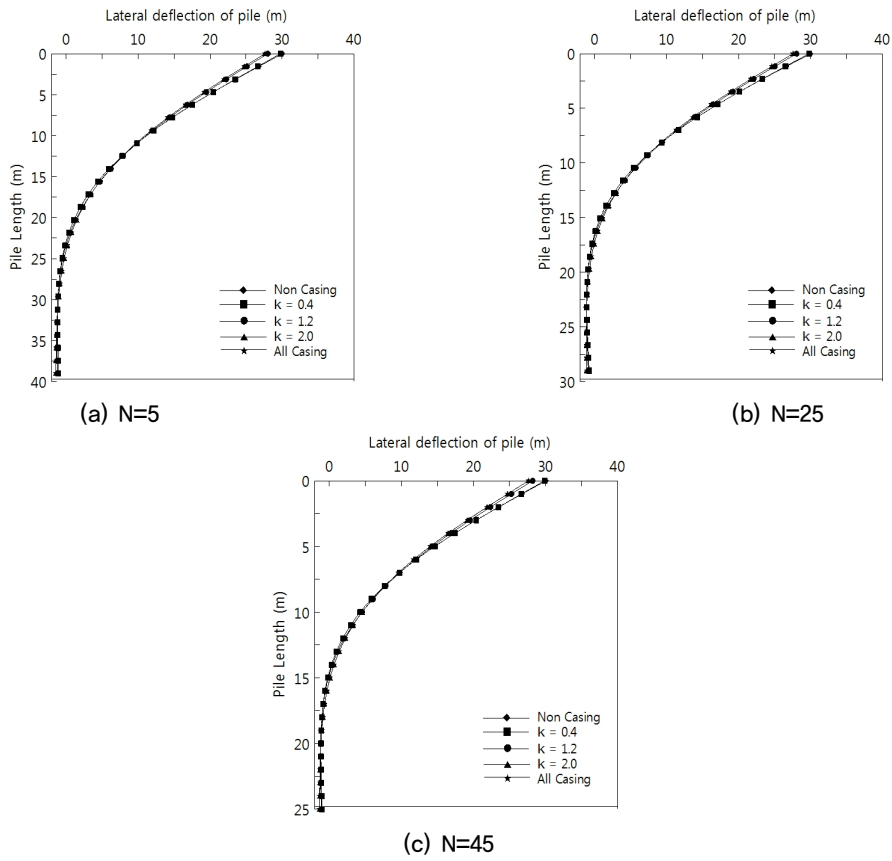 Lateral deflection of pile (m)
0 10 20 30 40
0
5
10
15
20
25
30
35
40
Pile Length (m)
Non Casing
k = 0.4
k = 1.2
k = 2.0
All Casing
(a) N=5
Lateral deflection of pile (m)
0 10 20 30 40
0
5
10
15
20
25
30
Pile Length (m)
Non Casing
k = 0.4
k = 1.2
k = 2.0
All Casing
(b) N=25
Lateral deflection of pile (m)
0 10 20 30 40
0
5
10
15
20
25
Pile Length (m)
Non Casing
k = 0.4
k = 1.2
k = 2.0
All Casing
(c) N=45